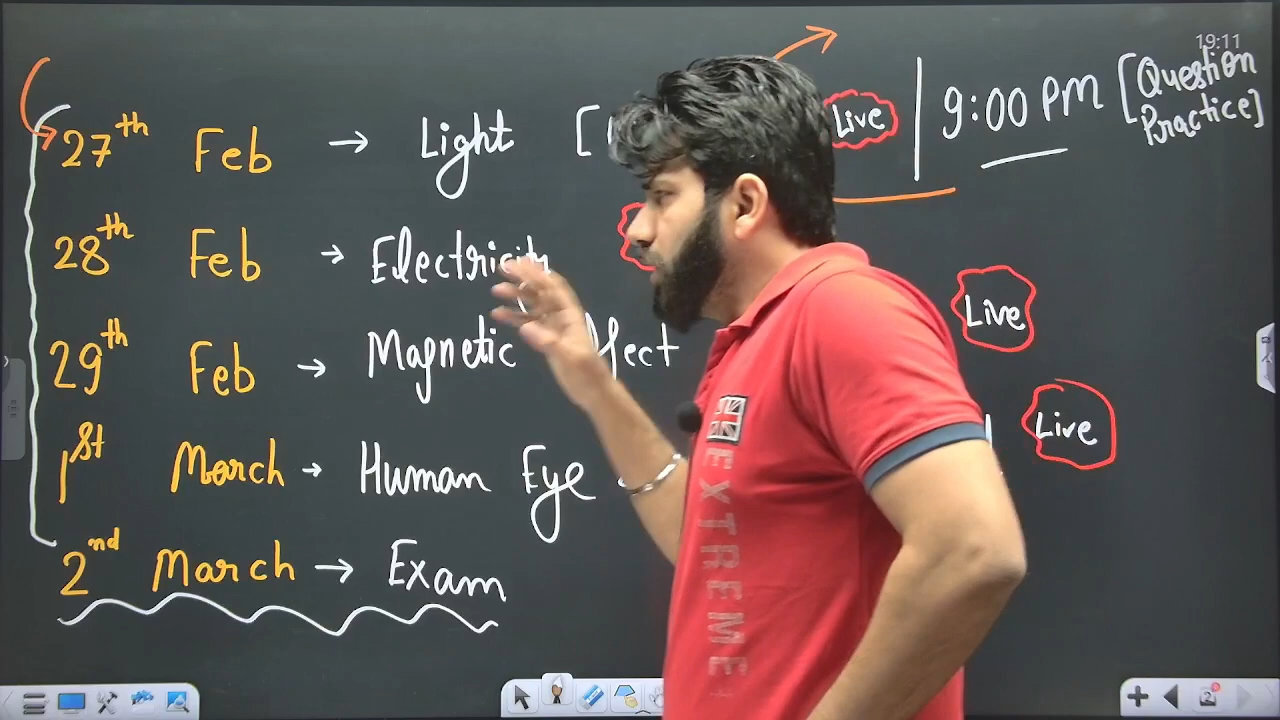 19:11
27th Feb → Light [ Live | 9:00 PM [Question Practice]
28th Feb → Electricity
Live
29th Feb → Magnetic
1st March → Human Eye Live
2nd March → Exam
EXTREME